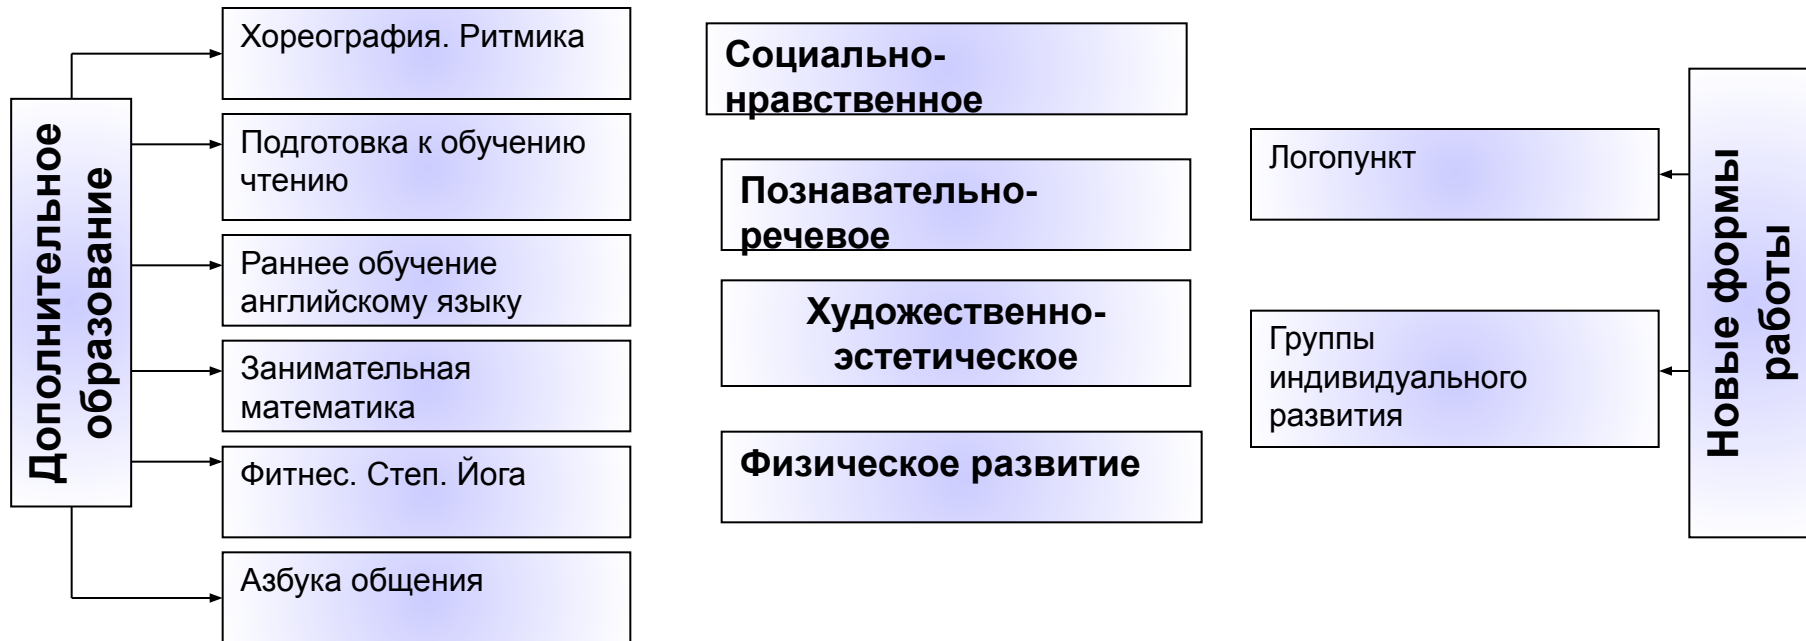 Дополнительное
образование
Хореография. Ритмика
Подготовка к обучению
чтению
Раннее обучение
английскому языку
Занимательная
математика
Фитнес. Степ. Йога
Азбука общения
Социально-
нравственное
Познавательно-
речевое
Художественно-
эстетическое
Физическое развитие
Логопункт
Группы
индивидуального
развития
Новые формы
работы